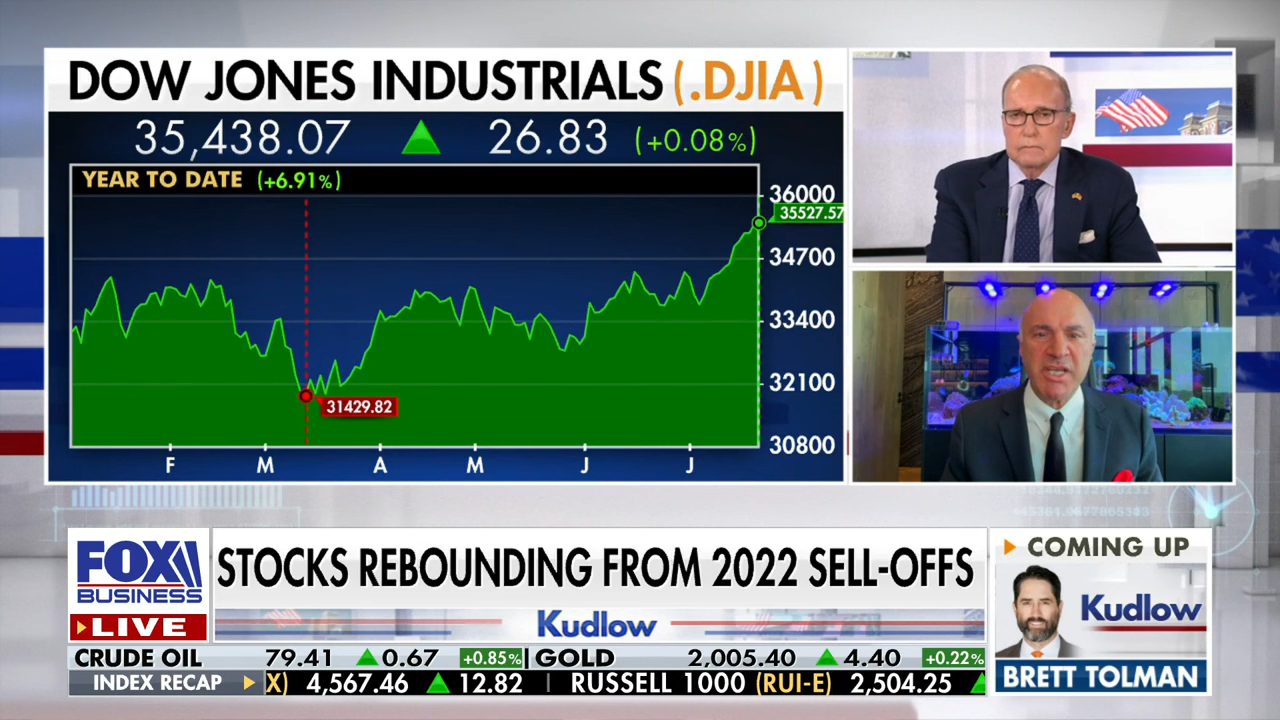 DOW JONES INDUSTRIALS (.DJIA)
35,438.07 ▲ 26.83 (+0.08%)
YEAR TO DATE (+6.91%)
36000
35527.57
34700
33400
32100
31429.82
30800
F M A M J J
FOX BUSINESS
LIVE
STOCKS REBOUNDING FROM 2022 SELL-OFFS
Kudlow
COMING UP
Kudlow
BRETT TOLMAN
CRUDE OIL 79.41 ▲ 0.67 +0.85% GOLD 2,005.40 ▲ 4.40 +0.22%
INDEX RECAP X) 4,567.46 ▲ 12.82 | RUSSELL 1000 (RUI-E) 2,504.25 ▲